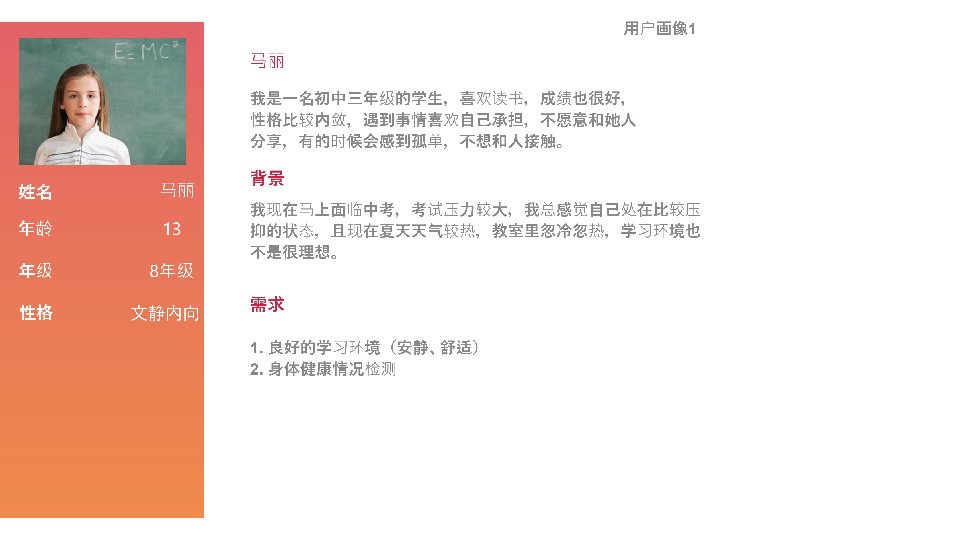 用户画像1
E=MC²
姓名 马丽
年龄 13
年级 8年级
性格 文静内向
马丽
我是一名初中三年级的学生，喜欢读书，成绩也很好，
性格比较内敛，遇到事情喜欢自己承担，不愿意和她人
分享，有的时候会感到孤单，不想和人接触。
背景
我现在马上面临中考，考试压力较大，我总感觉自己处在比较压
抑的状态，且现在夏天天气较热，教室里忽冷忽热，学习环境也
不是很理想。
需求
1. 良好的学习环境（安静、舒适）
2. 身体健康情况检测